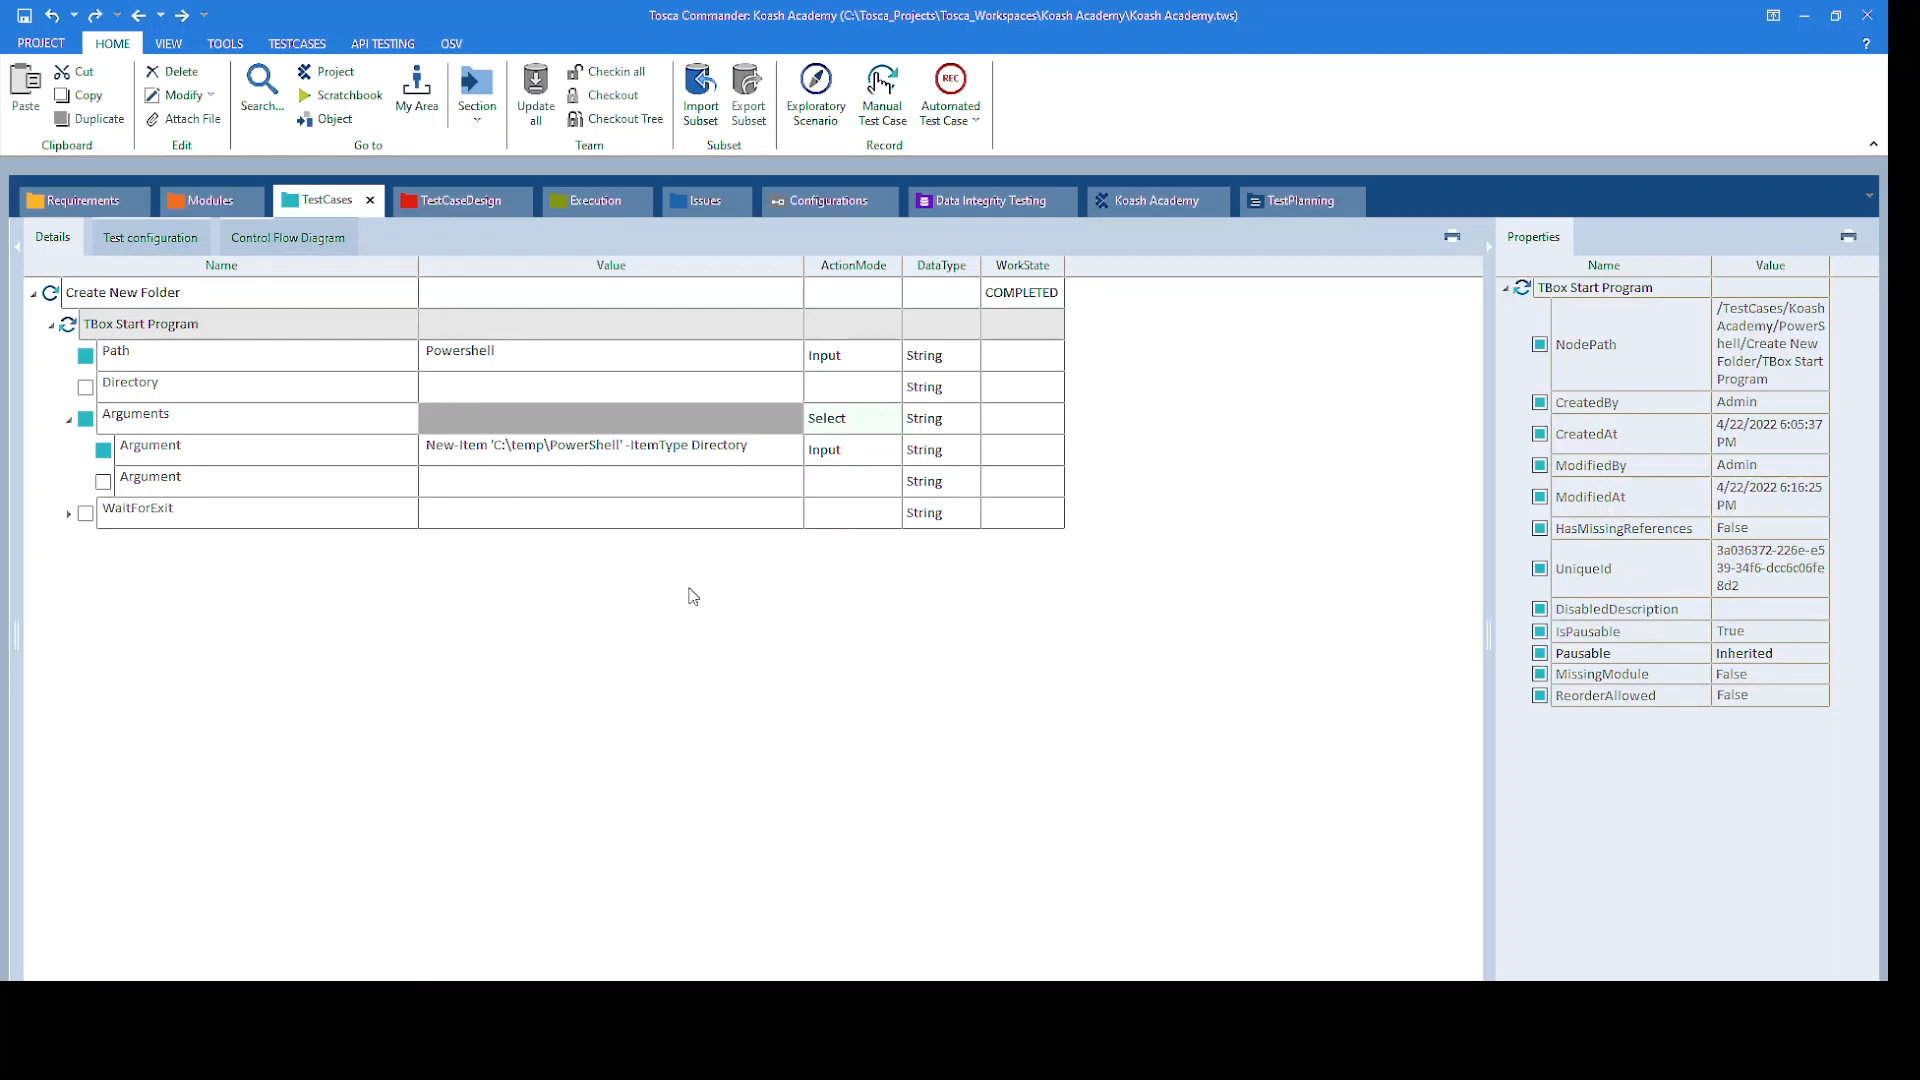 Tosca Commander: Koash Academy (C:\Tosca_Projects\Tosca_Workspaces\Koash Academy\Koash Academy.tws)
PROJECT HOME VIEW TOOLS TESTCASES API TESTING OSV ?
Paste
Cut
Copy
Duplicate
Clipboard
Delete
Modify
Attach File
Edit
Search...
Project
Scratchbook
Object
My Area
Go to
Section
Update all
Checkin all
Checkout
Checkout Tree
Team
Import Subset
Export Subset
Subset
Exploratory Scenario
Manual Test Case
REC
Automated Test Case
Record
Requirements Modules TestCases TestCaseDesign Execution Issues Configurations Data Integrity Testing Koash Academy TestPlanning
Details Test configuration Control Flow Diagram
Name Value ActionMode DataType WorkState
Create New Folder COMPLETED
TBox Start Program
Path Powershell Input String
Directory String
Arguments Select String
Argument New-Item 'C:\temp\PowerShell' -ItemType Directory Input String
Argument String
WaitForExit String
Properties
Name Value
TBox Start Program
NodePath /TestCases/Koash
Academy/PowerS
hell/Create New
Folder/TBox Start
Program
CreatedBy Admin
CreatedAt 4/22/2022 6:05:37
PM
ModifiedBy Admin
ModifiedAt 4/22/2022 6:16:25
PM
HasMissingReferences False
UniqueId 3a036372-226e-e5
39-34f6-dcc6c06fe
8d2
DisabledDescription
IsPausable True
Pausable Inherited
MissingModule False
ReorderAllowed False